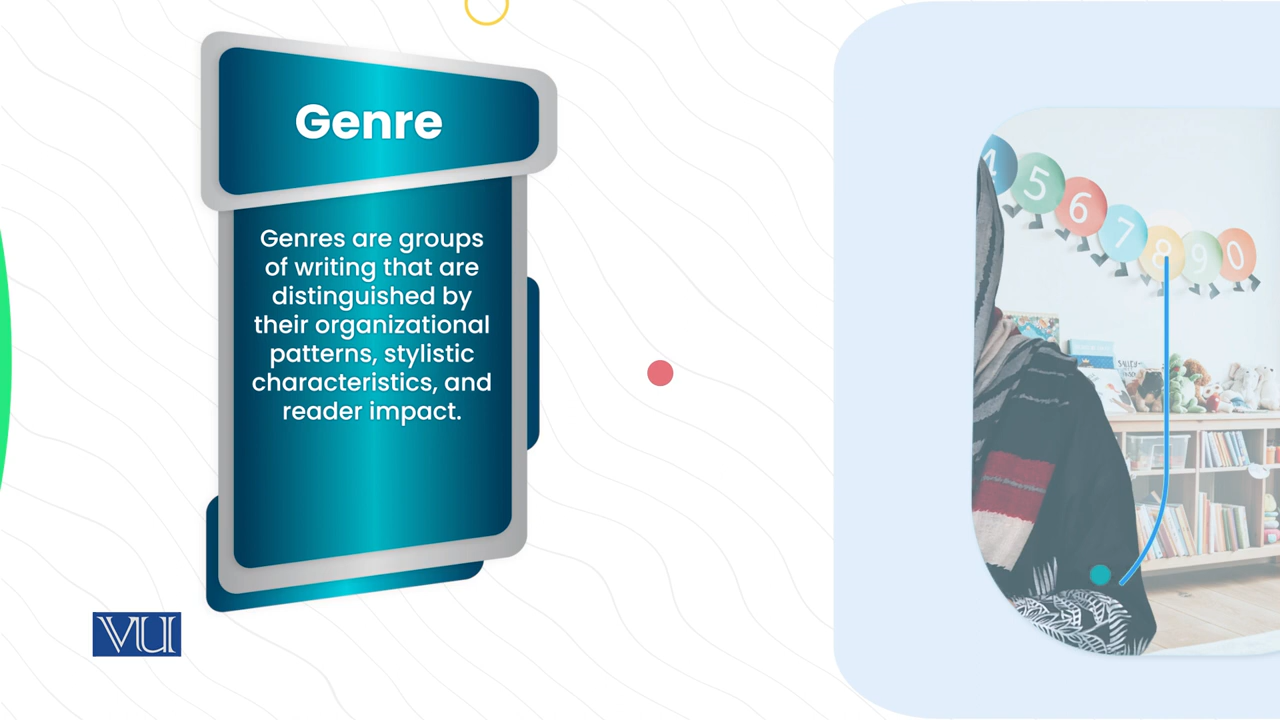 Genre
Genres are groups
of writing that are
distinguished by
their organizational
patterns, stylistic
characteristics, and
reader impact.
VU
4 5 6 7 8 9 0